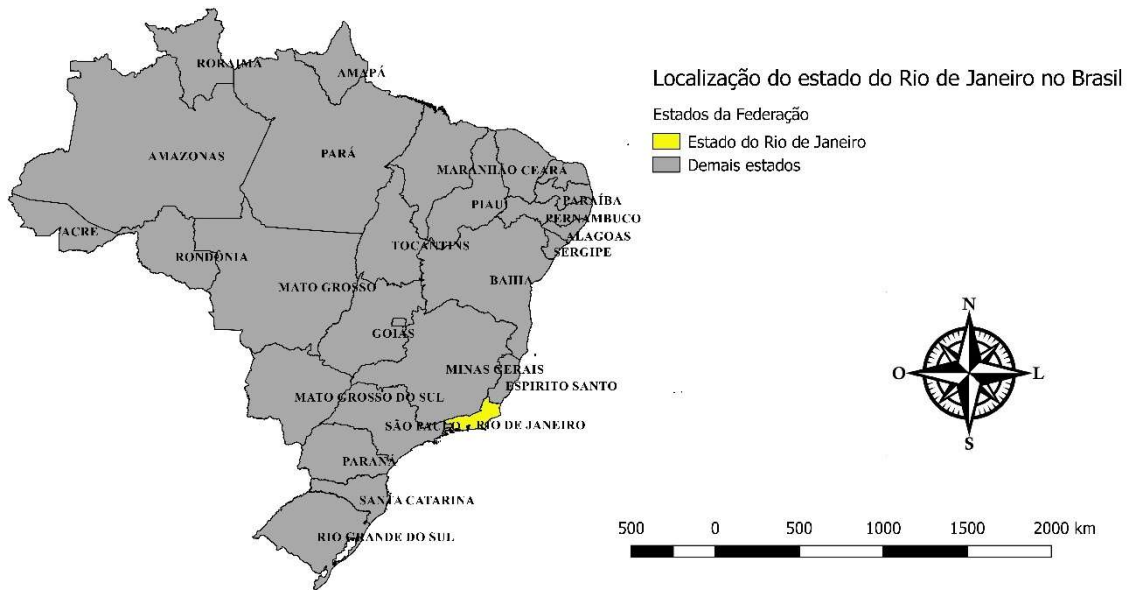 RORAIMA
AMAPÁ
AMAZONAS
PARÁ
MARANHÃO
CEARÁ
PARAÍBA
PIAUÍ
PERNAMBUCO
ACRE
ALAGOAS
TOCANTINS
SERGIPE
RONDÔNIA
BAHIA
MATO GROSSO
GOIÁS
MINAS GERAIS
ESPIRITO SANTO
MATO GROSSO DO SUL
SÃO PAULO
RIO DE JANEIRO
PARANÁ
SANTA CATARINA
RIO GRANDE DO SUL
Localização do estado do Rio de Janeiro no Brasil
Estados da Federação
Estado do Rio de Janeiro
Demais estados
N
O
L
S
500 0 500 1000 1500 2000 km